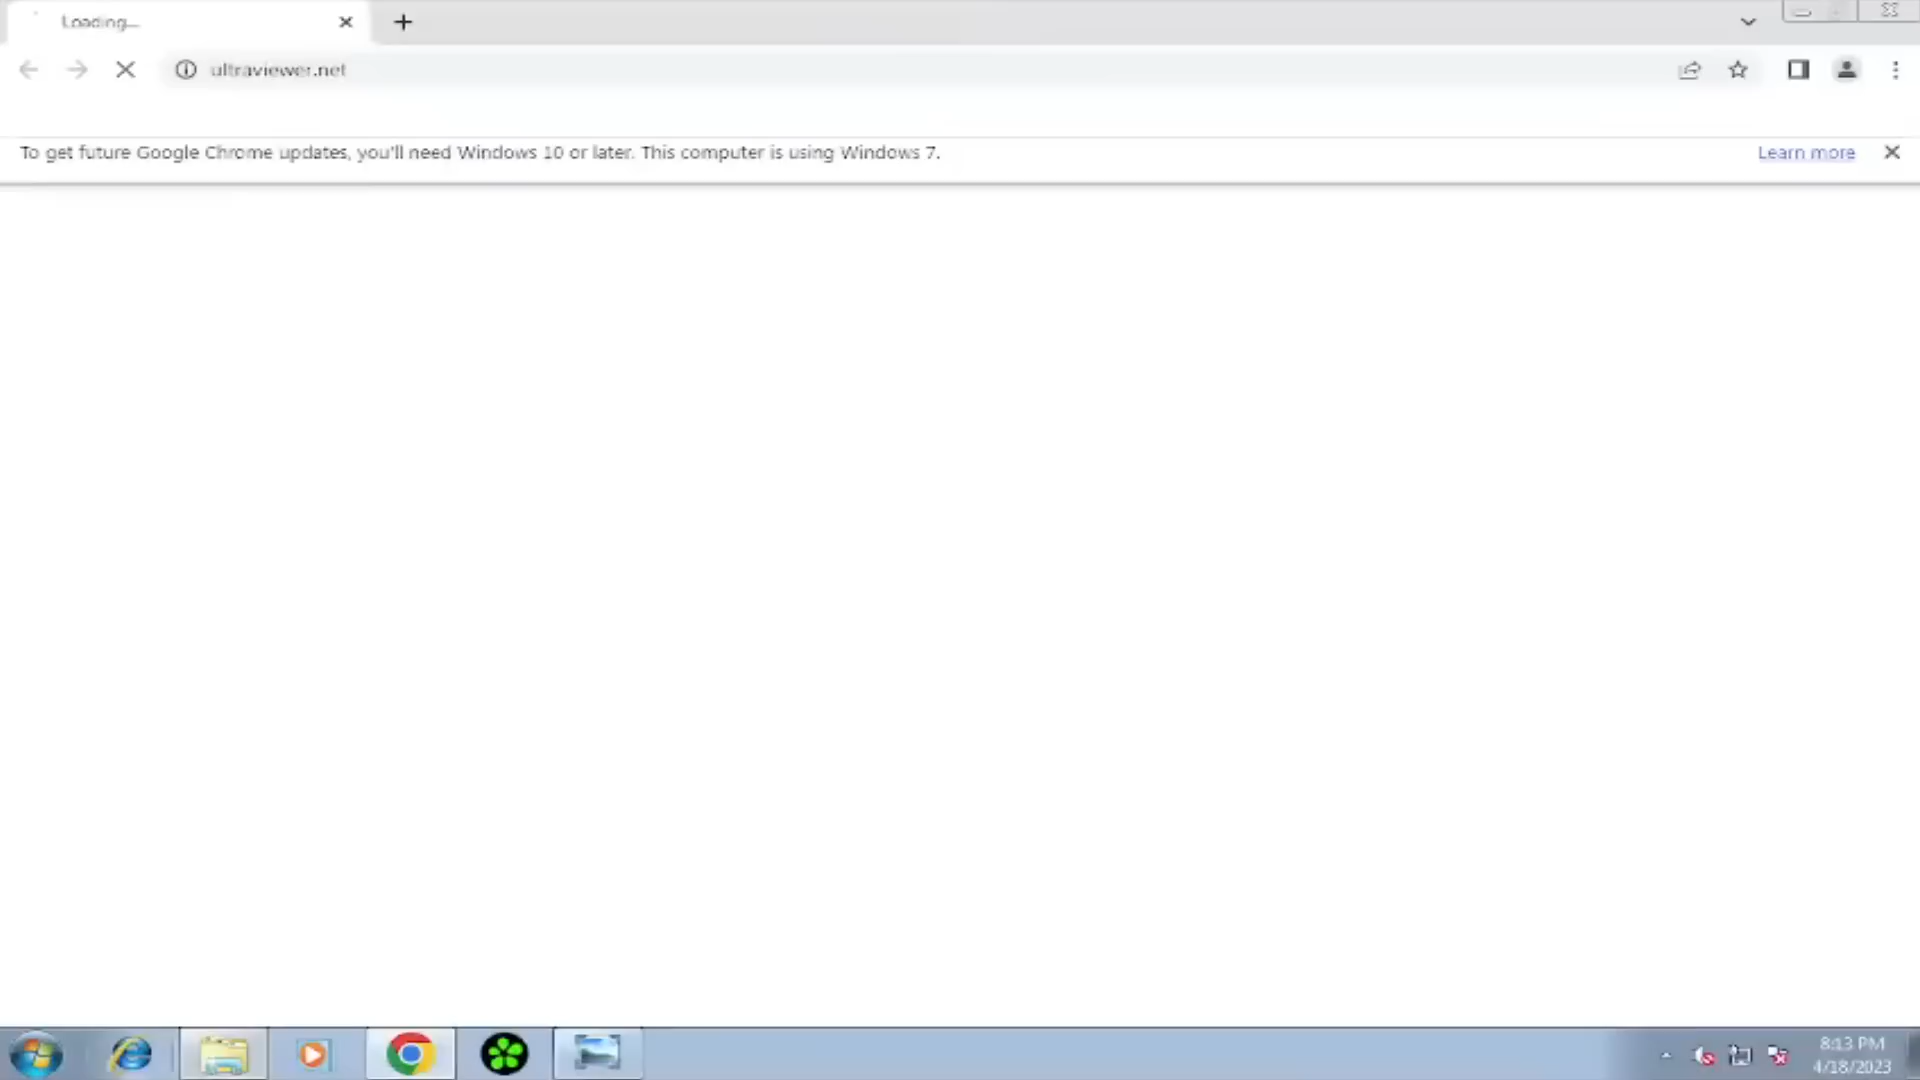 Loading...
ultraviewer.net
To get future Google Chrome updates, you'll need Windows 10 or later. This computer is using Windows 7.
Learn more
8:13 PM
4/18/2023